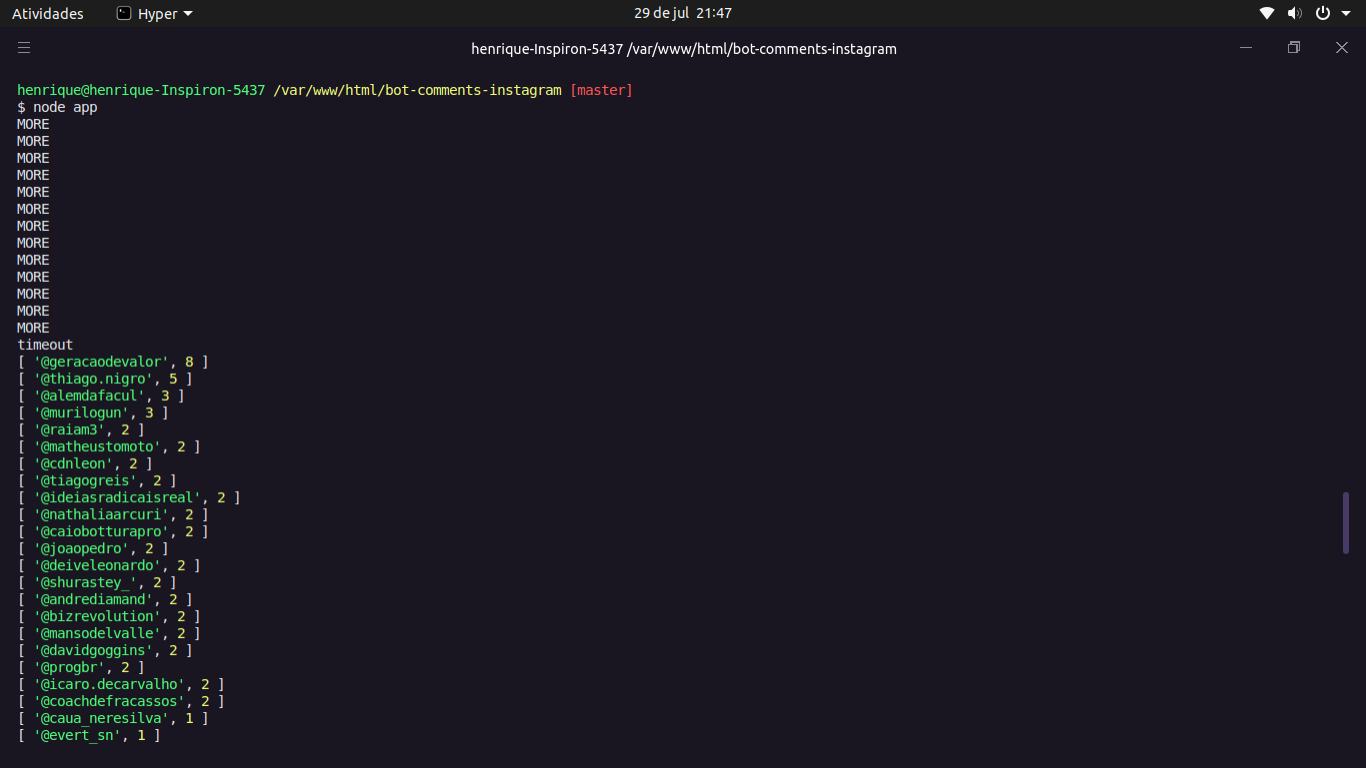 Atividades Hyper 29 de jul 21:47
henrique-Inspiron-5437 /var/www/html/bot-comments-instagram
henrique@henrique-Inspiron-5437 /var/www/html/bot-comments-instagram [master]
$ node app
MORE
MORE
MORE
MORE
MORE
MORE
MORE
MORE
MORE
MORE
MORE
MORE
MORE
timeout
[ '@geracaodevalor', 8 ]
[ '@thiago.nigro', 5 ]
[ '@alemdafacul', 3 ]
[ '@murilogun', 3 ]
[ '@raiam3', 2 ]
[ '@matheustomoto', 2 ]
[ '@cdnleon', 2 ]
[ '@tiagogreis', 2 ]
[ '@ideiasradicaisreal', 2 ]
[ '@nathaliaarcuri', 2 ]
[ '@caiobotturapro', 2 ]
[ '@joaopedro', 2 ]
[ '@deiveleonardo', 2 ]
[ '@shurastey_', 2 ]
[ '@andrediamand', 2 ]
[ '@bizrevolution', 2 ]
[ '@mansodelvalle', 2 ]
[ '@davidgoggins', 2 ]
[ '@progbr', 2 ]
[ '@icaro.decarvalho', 2 ]
[ '@coachdefracassos', 2 ]
[ '@caua_neresilva', 1 ]
[ '@evert_sn', 1 ]